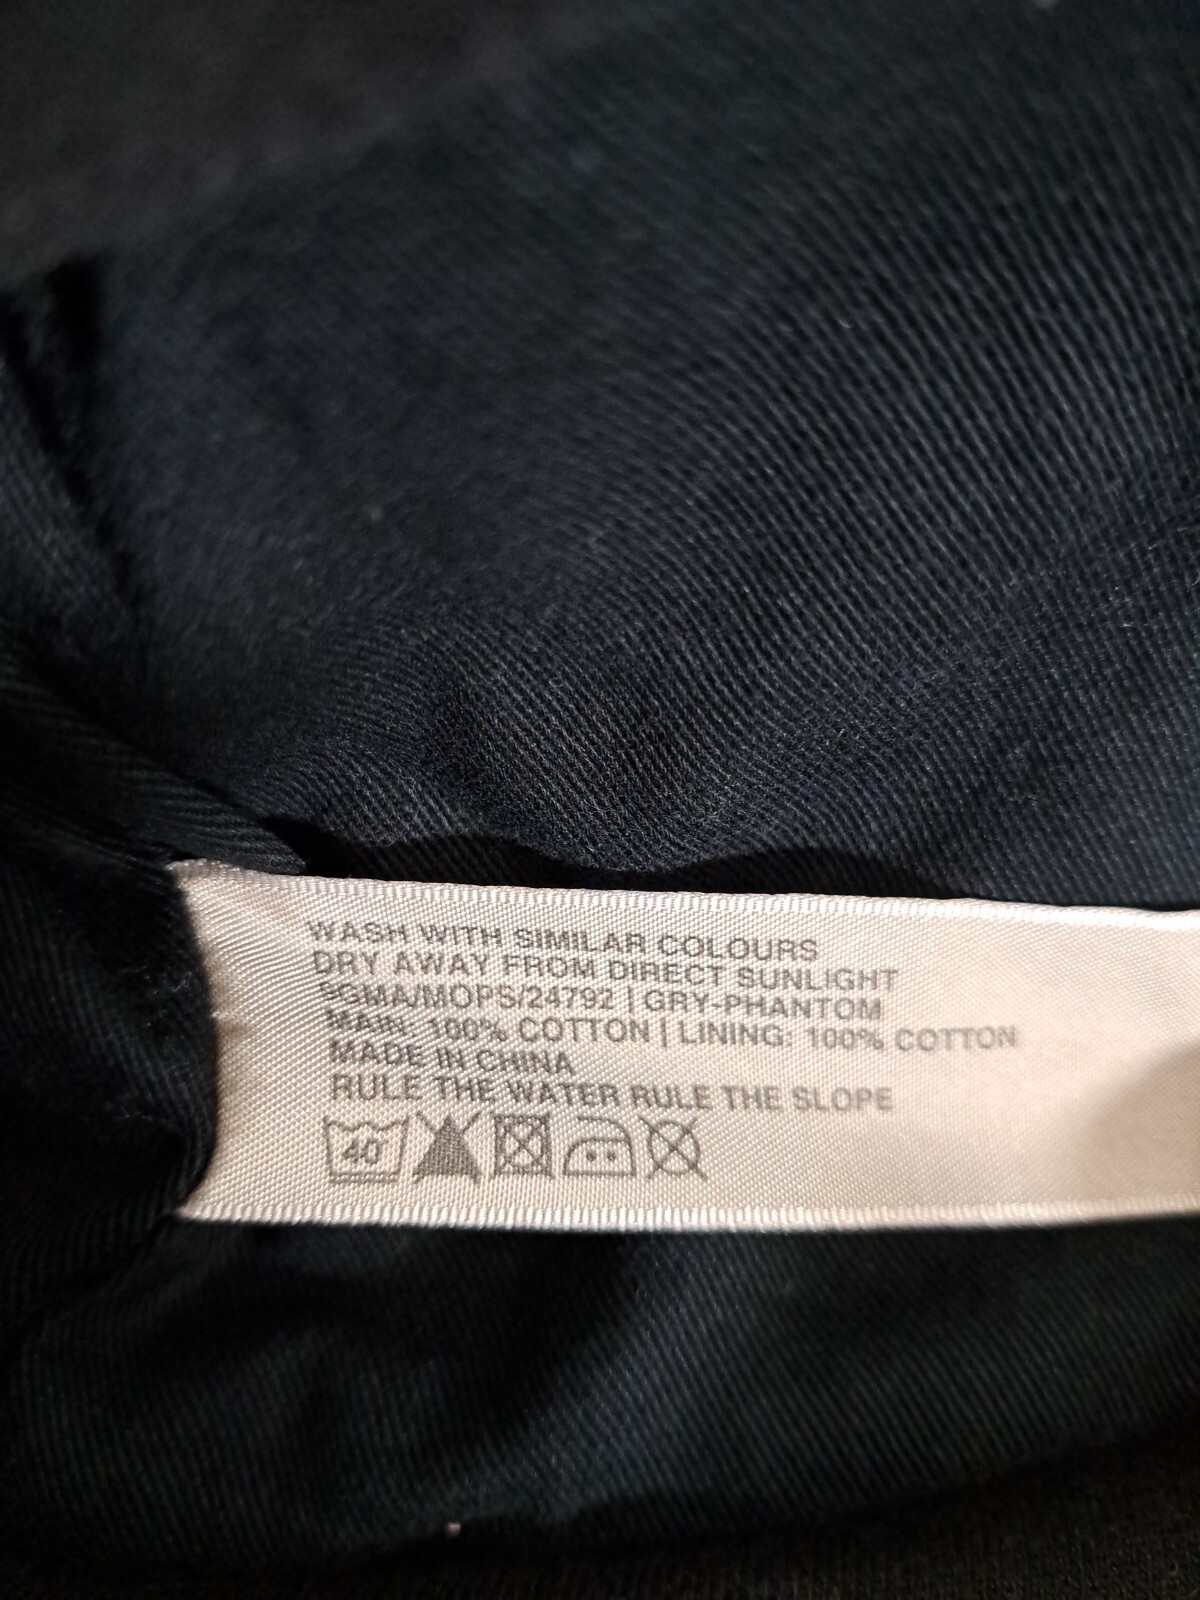 WASH WITH SIMILAR COLOURS
DRY AWAY FROM DIRECT SUNLIGHT
9GMA/MOPS/24792 | GRY-PHANTOM
MAIN: 100% COTTON | LINING: 100% COTTON
MADE IN CHINA
RULE THE WATER RULE THE SLOPE
40